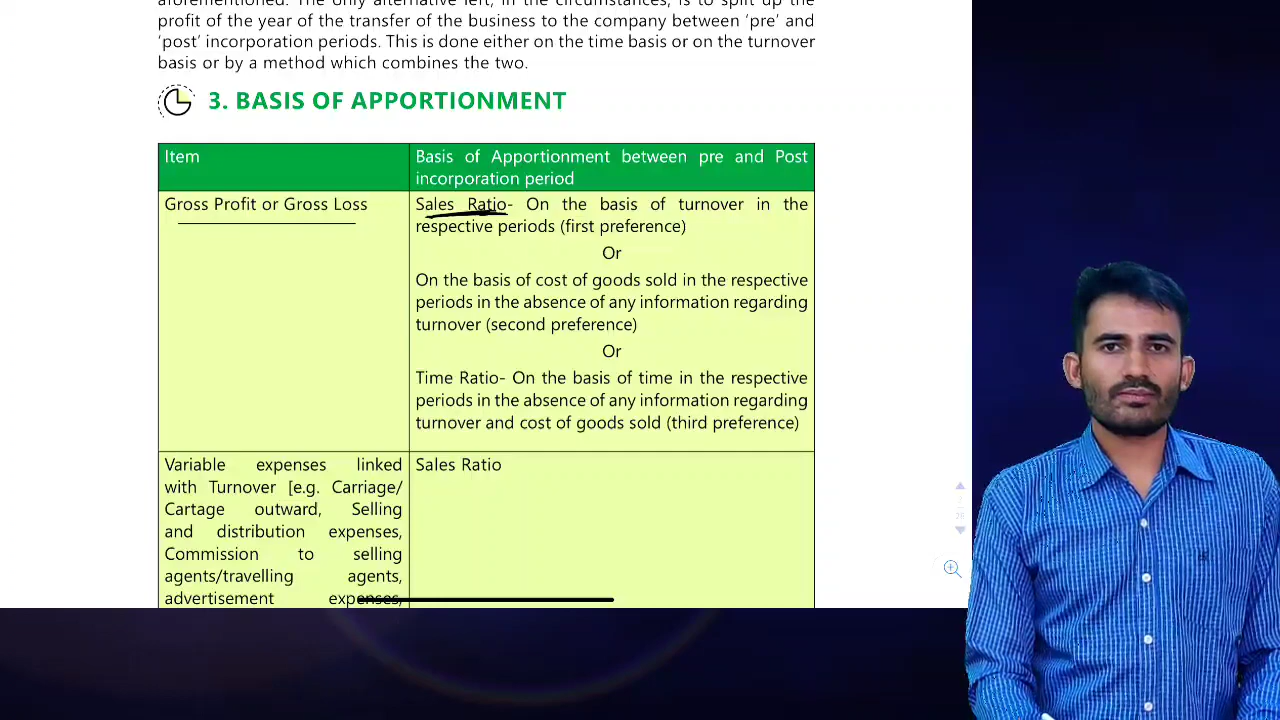 aforementioned. The only alternative left, in the circumstances, is to split up the
profit of the year of the transfer of the business to the company between ‘pre’ and
‘post’ incorporation periods. This is done either on the time basis or on the turnover
basis or by a method which combines the two.
3. BASIS OF APPORTIONMENT
Item
Basis of Apportionment between pre and Post
incorporation period
Gross Profit or Gross Loss
Sales Ratio- On the basis of turnover in the
respective periods (first preference)
Or
On the basis of cost of goods sold in the respective
periods in the absence of any information regarding
turnover (second preference)
Or
Time Ratio- On the basis of time in the respective
periods in the absence of any information regarding
turnover and cost of goods sold (third preference)
Variable expenses linked
with Turnover [e.g. Carriage/
Cartage outward, Selling
and distribution expenses,
Commission to selling
agents/travelling agents,
advertisement expenses,
Sales Ratio